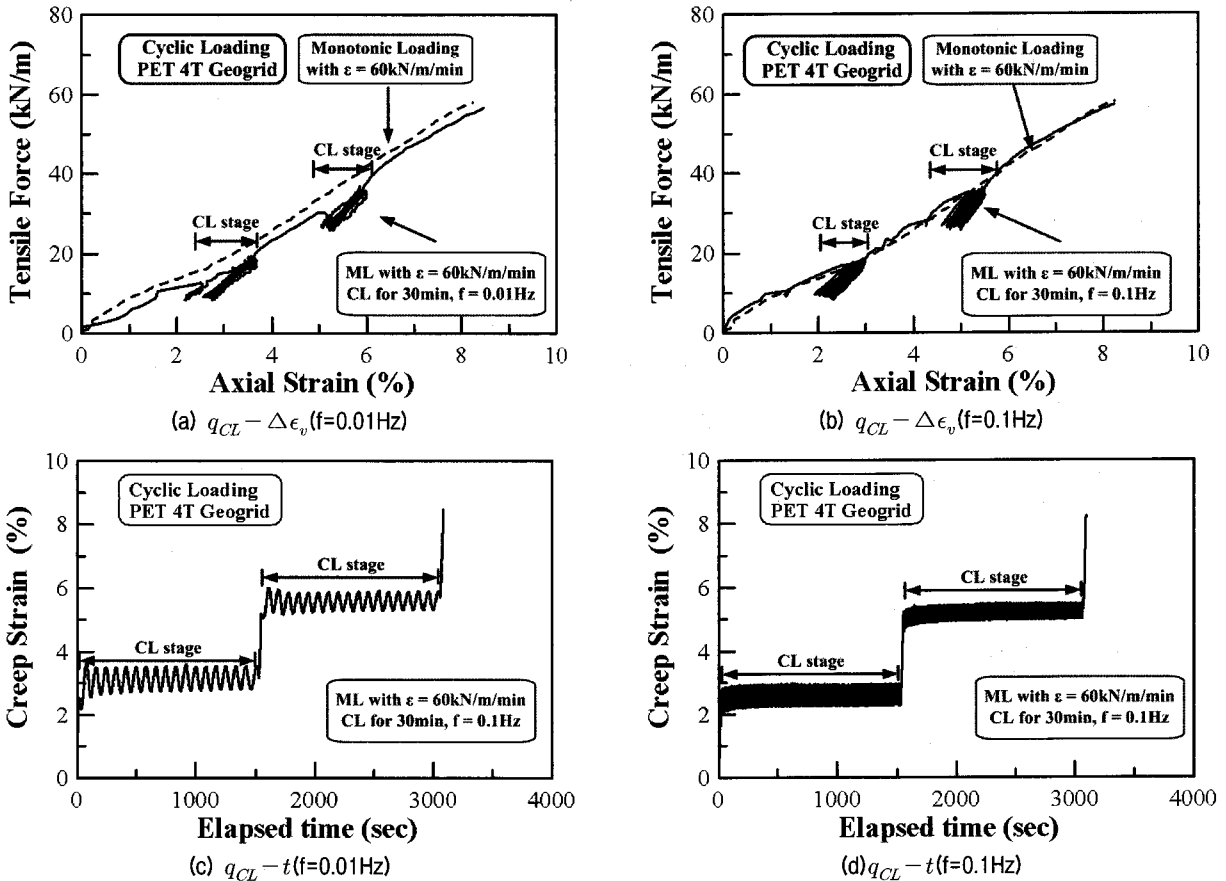 80
60
40
20
0
Tensile Force (kN/m)
Cyclic Loading
PET 4T Geogrid
Monotonic Loading
with ε = 60kN/m/min
CL stage
CL stage
ML with ε = 60kN/m/min
CL for 30min, f = 0.01Hz
0 2 4 6 8 10
Axial Strain (%)
(a) q_CL − Δϵ_v(f=0.01Hz)
80
60
40
20
0
Tensile Force (kN/m)
Cyclic Loading
PET 4T Geogrid
Monotonic Loading
with ε = 60kN/m/min
CL stage
CL stage
ML with ε = 60kN/m/min
CL for 30min, f = 0.1Hz
0 2 4 6 8 10
Axial Strain (%)
(b) q_CL − Δϵ_v(f=0.1Hz)
10
8
6
4
2
0
Creep Strain (%)
Cyclic Loading
PET 4T Geogrid
CL stage
CL stage
ML with ε = 60kN/m/min
CL for 30min, f = 0.1Hz
0 1000 2000 3000 4000
Elapsed time (sec)
(c) q_CL − t(f=0.01Hz)
10
8
6
4
2
0
Creep Strain (%)
Cyclic Loading
PET 4T Geogrid
CL stage
CL stage
ML with ε = 60kN/m/min
CL for 30min, f = 0.1Hz
0 1000 2000 3000 4000
Elapsed time (sec)
(d) q_CL − t(f=0.1Hz)